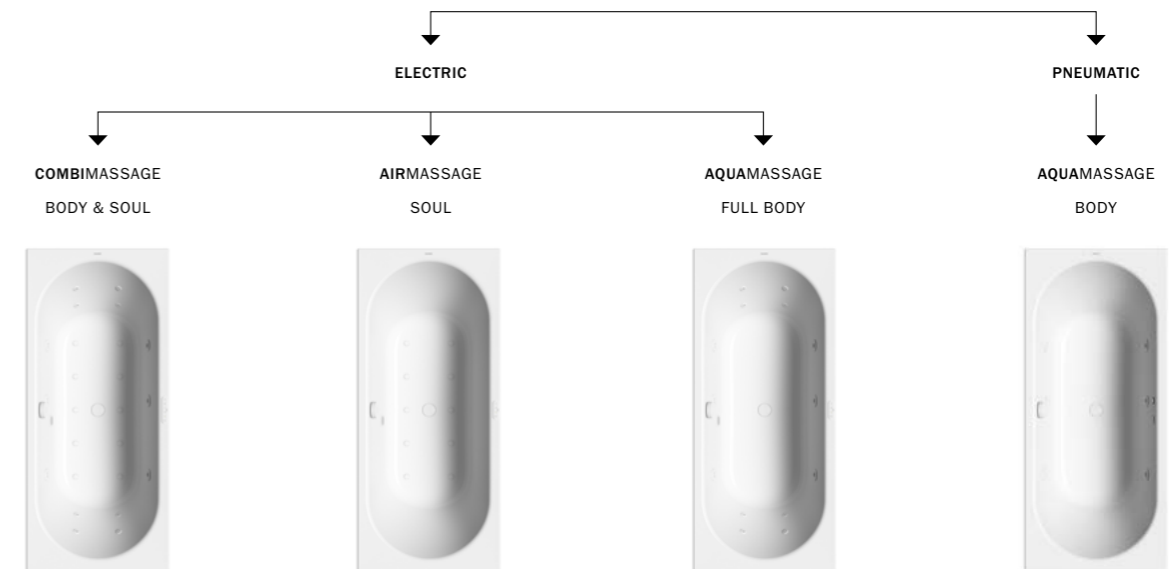 ELECTRIC
PNEUMATIC
COMBIMASSAGE
BODY & SOUL
AIRMASSAGE
SOUL
AQUAMASSAGE
FULL BODY
AQUAMASSAGE
BODY